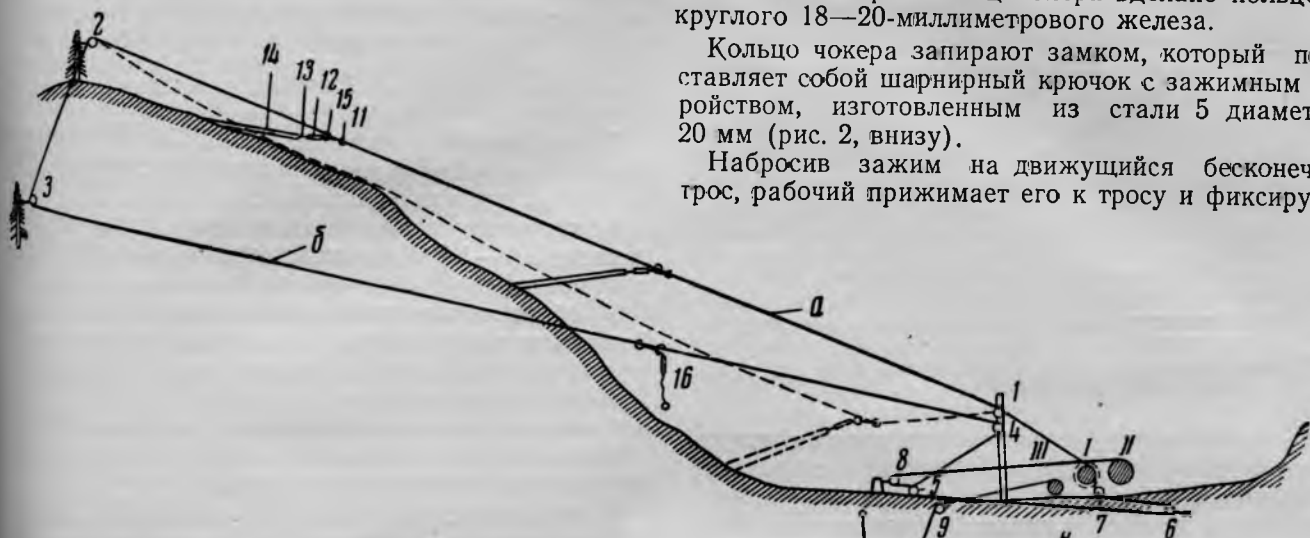 круглого 18—20-миллиметрового железа.
Кольцо чокера запирают замком, который п
ставляет собой шарнирный крючок с зажимным
ройством, изготовленным из стали 5 диамет
20 мм (рис. 2, внизу).
Набросив зажим на движущийся бесконеч
трос, рабочий прижимает его к тросу и фиксиру
2
14 13 12 15 11
3
б
а
16
1
4
III I II
8
5
9
7
6